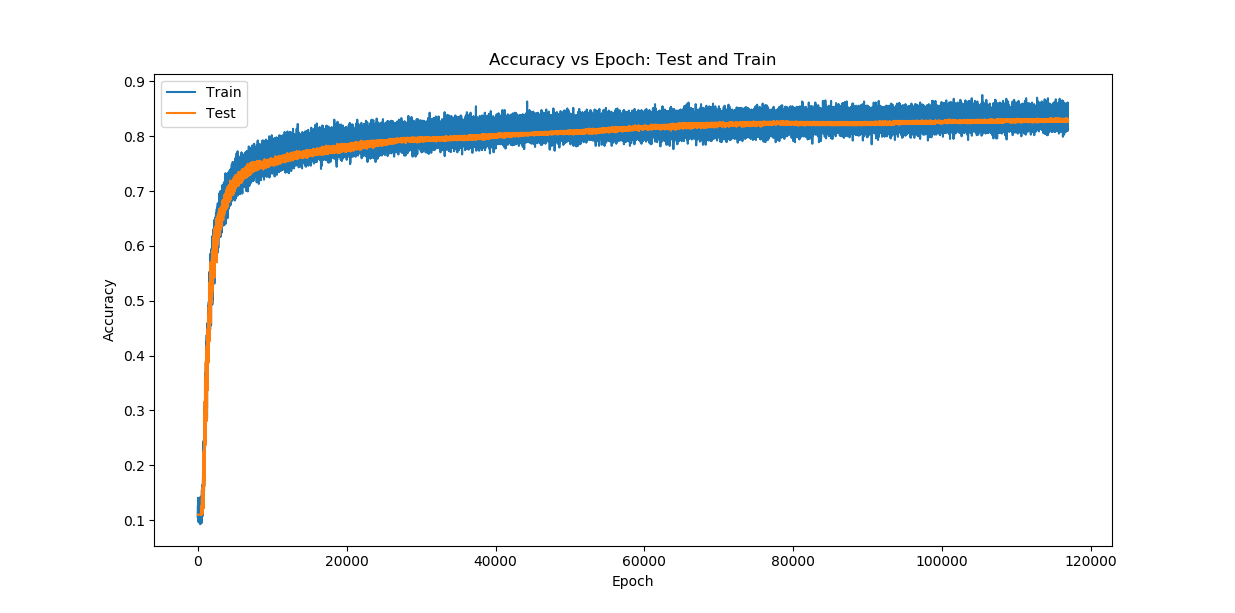 Accuracy vs Epoch: Test and Train
Train
Test
0.9
0.8
0.7
0.6
0.5
0.4
0.3
0.2
0.1
Accuracy
0 20000 40000 60000 80000 100000 120000
Epoch